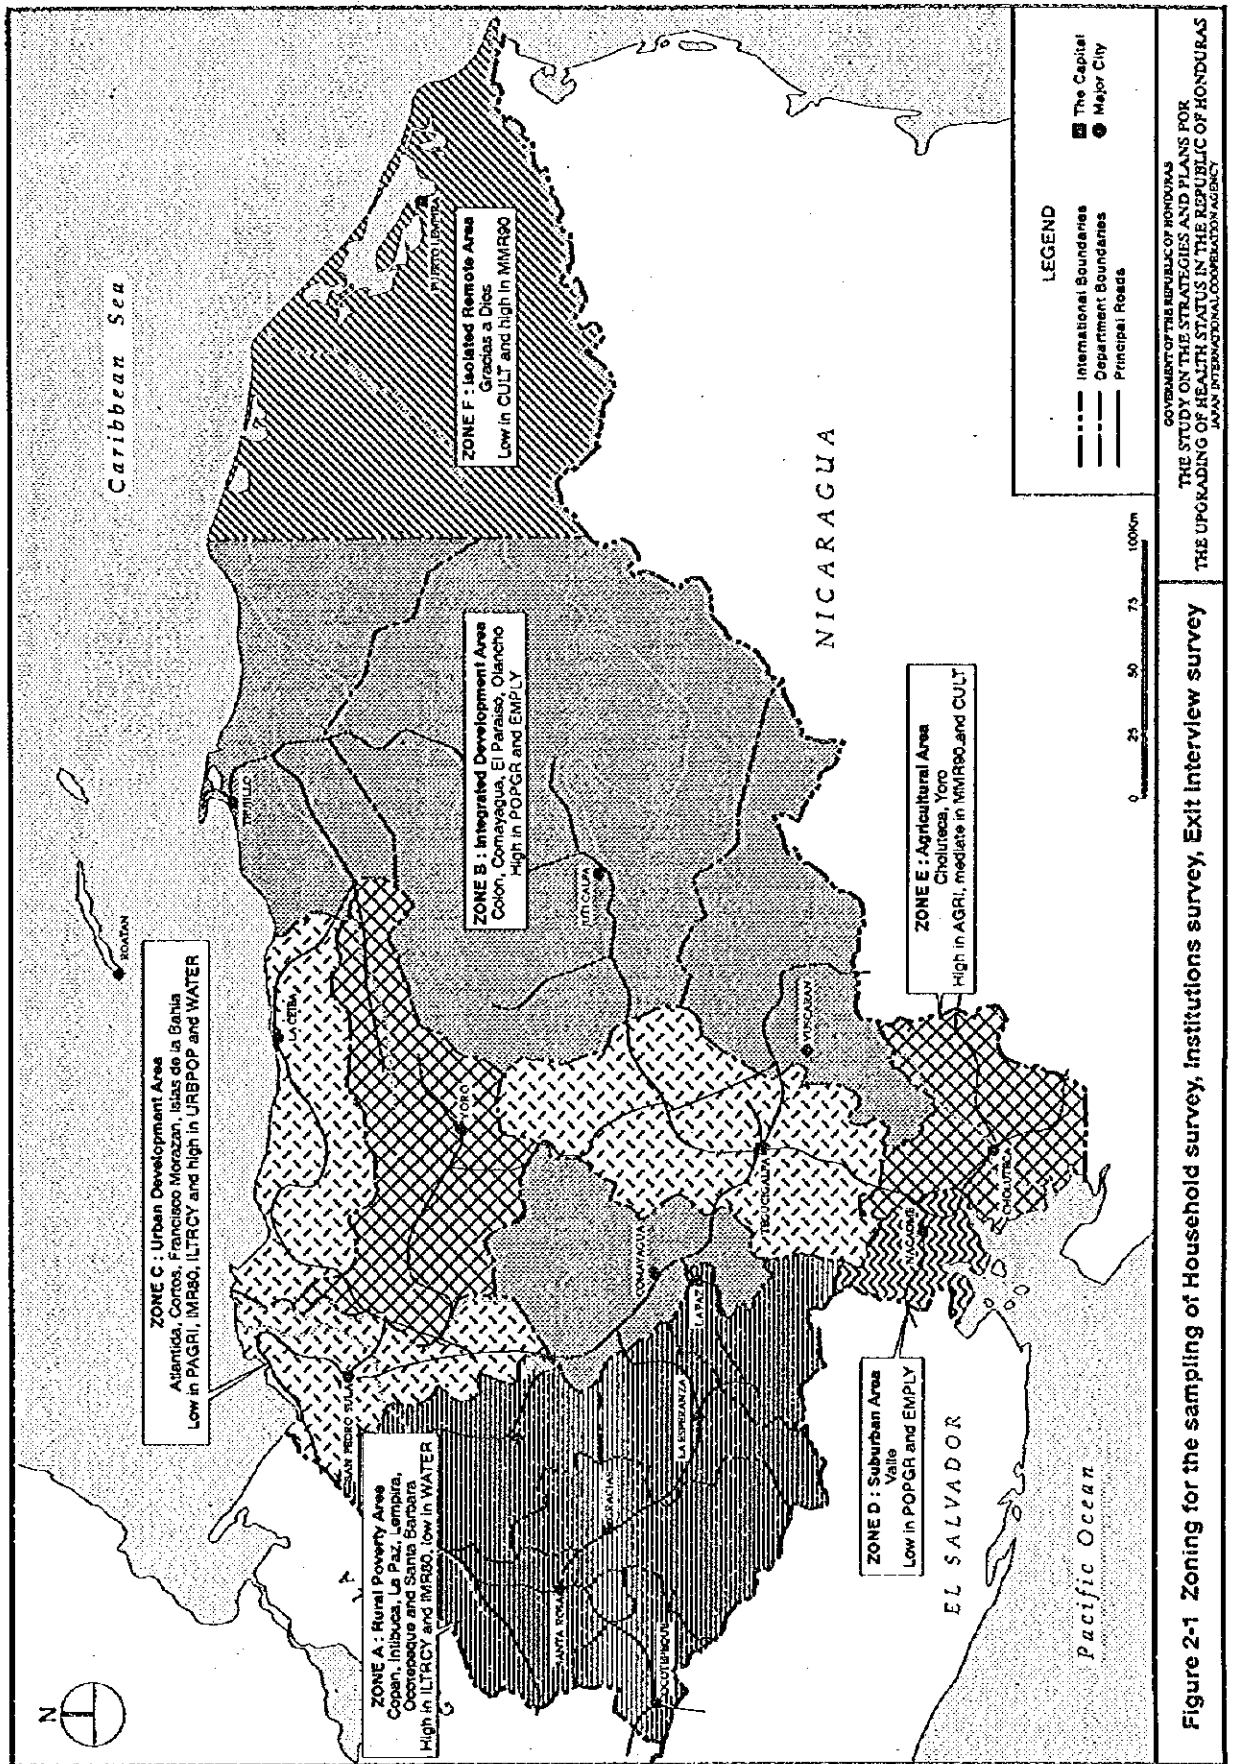 N
Caribbean Sea
ROATAN
ZONE C : Urban Development Area
Atlantida, Cortos, Francisco Morazan, Islas de la Bahia
Low in PAGRI, IMR80, ILTRCY and high in URBPOP and WATER
TRUJILLO
LA CEIBA
PUERTO LEMPIRA
ZONE F : Isolated Remote Area
Gracias a Dios
Low in CULT and high in MMR90
SAN PEDRO SULA
YORO
ZONE A : Rural Poverty Area
Copan, Intibuca, La Paz, Lempira,
Ocotepeque and Santa Barbara
High in ILTRCY and IMR80, low in WATER
ZONE B : Integrated Development Area
Colon, Comayagua, El Paraiso, Olancho
High in POPGR and EMPLY
JUTICALPA
SANTA ROSA
GRACIAS
COMAYAGUA
OCOTEPEQUE
LA ESPERANZA
LA PAZ
TEGUCIGALPA
YUSCARAN
NICARAGUA
ZONE D : Suburban Area
Valle
Low in POPGR and EMPLY
NACAOME
CHOLUTECA
ZONE E : Agricultural Area
Choluteca, Yoro
High in AGRI, mediate in MMR90 and CULT
EL SALVADOR
Pacific Ocean
0 25 50 75 100Km
LEGEND
International Boundaries
Department Boundaries
Principal Roads
The Capital
Major City
Figure 2-1 Zoning for the sampling of Household survey, Institutions survey, Exit Interview survey
GOVERNMENT OF THE REPUBLIC OF HONDURAS
THE STUDY ON THE STRATEGIES AND PLANS FOR
THE UPGRADING OF HEALTH STATUS IN THE REPUBLIC OF HONDURAS
JAPAN INTERNATIONAL COOPERATION AGENCY